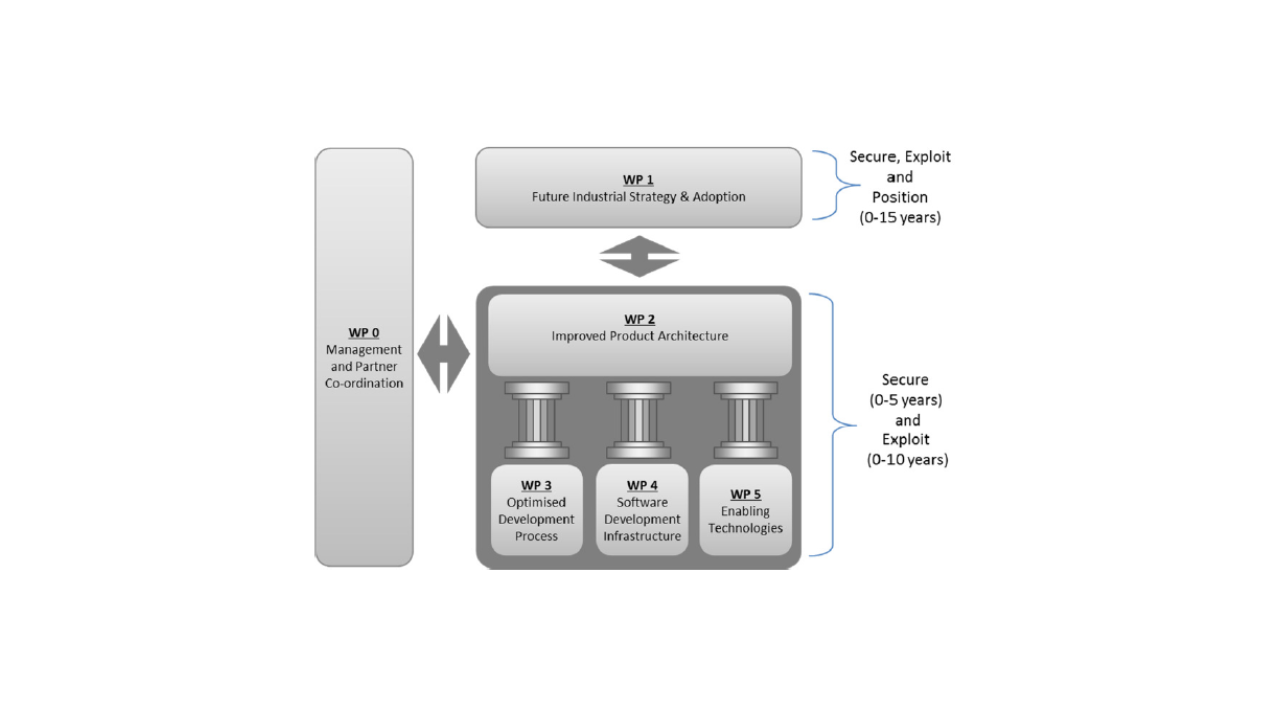 WP 0
Management
and Partner
Co-ordination
WP 1
Future Industrial Strategy & Adoption
Secure, Exploit
and
Position
(0-15 years)
WP 2
Improved Product Architecture
WP 3
Optimised
Development
Process
WP 4
Software
Development
Infrastructure
WP 5
Enabling
Technologies
Secure
(0-5 years)
and
Exploit
(0-10 years)